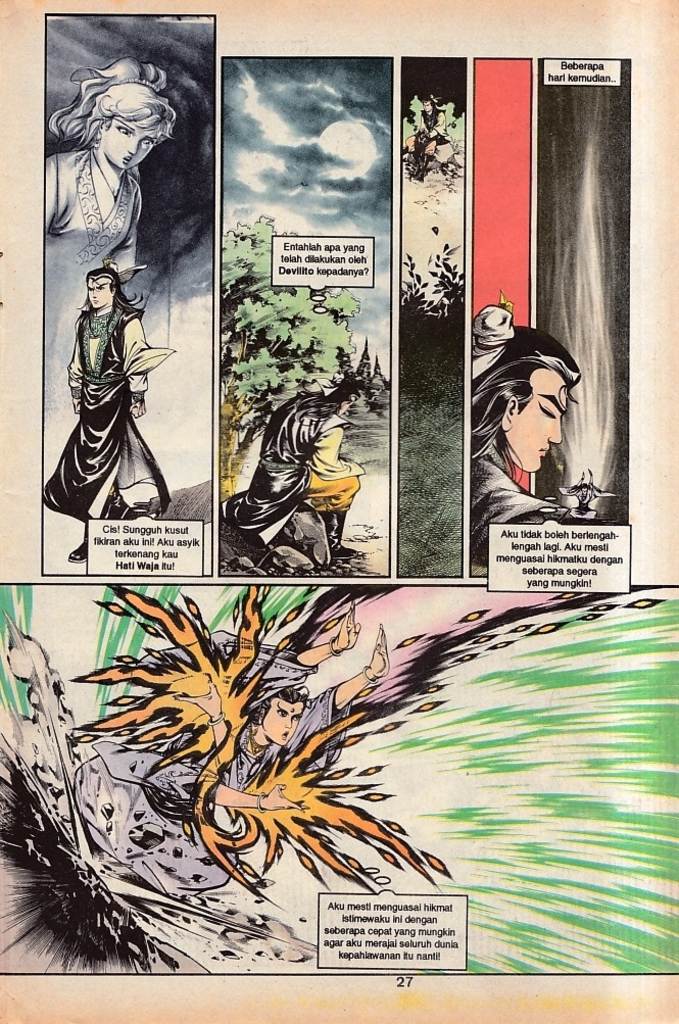 Cis! Sungguh kusut
fikiran aku ini! Aku asyik
terkenang kau
Hati Waja itu!
Entahlah apa yang
telah dilakukan oleh
Devilito kepadanya?
Beberapa
hari kemudian..
Aku tidak boleh berlengah-
lengah lagi. Aku mesti
menguasai hikmatku dengan
seberapa segera
yang mungkin!
Aku mesti menguasai hikmat
istimewaku ini dengan
seberapa cepat yang mungkin
agar aku merajai seluruh dunia
kepahlawanan itu nanti!
27